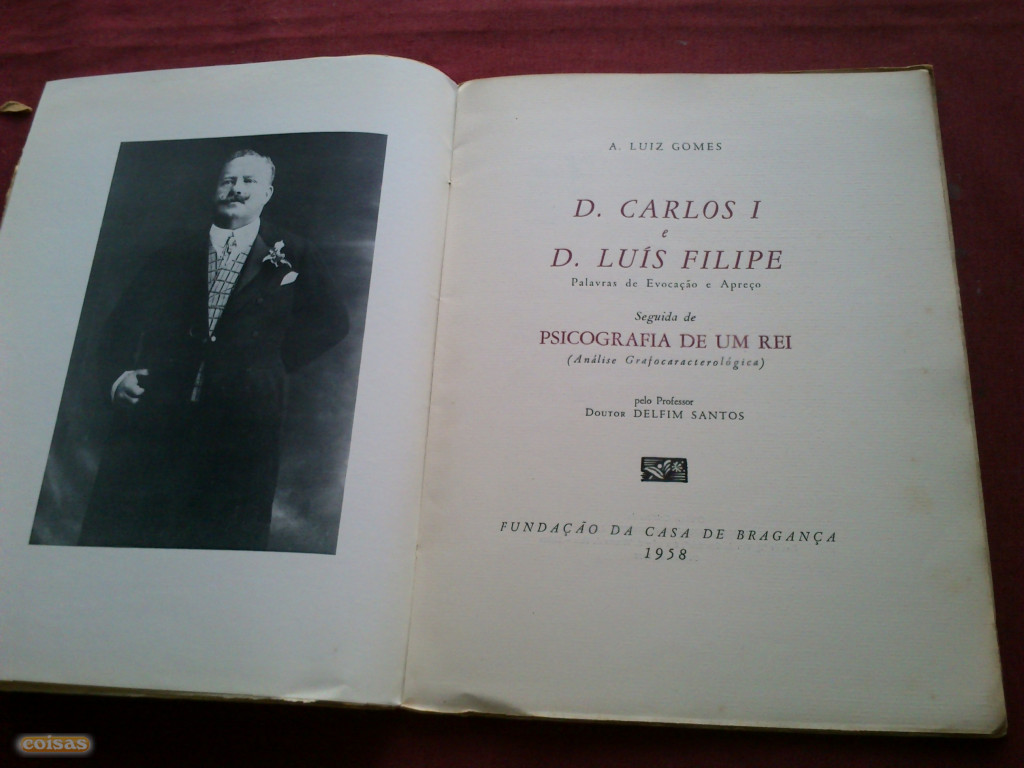 A. LUIZ GOMES
D. CARLOS I
e
D. LUÍS FILIPE
Palavras de Evocação e Apreço
Seguida de
PSICOGRAFIA DE UM REI
(Análise Grafocaracterológica)
pelo Professor
DOUTOR DELFIM SANTOS
FUNDAÇÃO DA CASA DE BRAGANÇA
1958
coisas